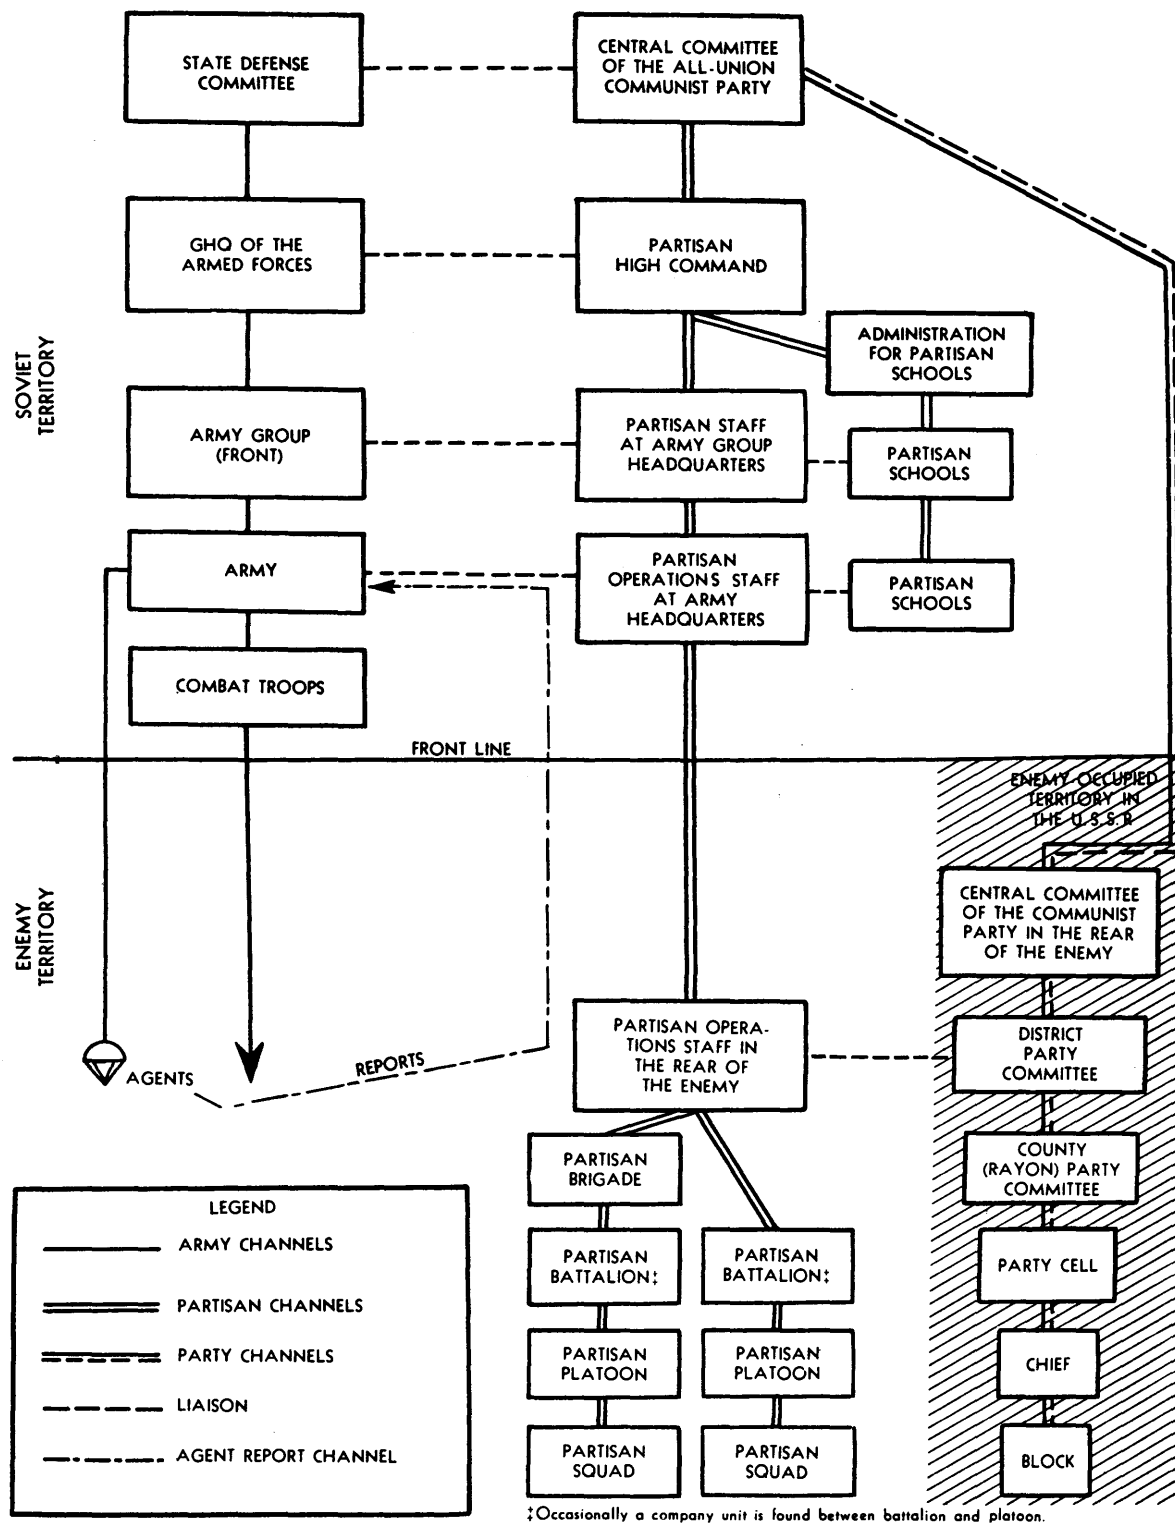 STATE DEFENSE
COMMITTEE
CENTRAL COMMITTEE
OF THE ALL-UNION
COMMUNIST PARTY
GHQ OF THE
ARMED FORCES
PARTISAN
HIGH COMMAND
ADMINISTRATION
FOR PARTISAN
SCHOOLS
SOVIET
TERRITORY
ARMY GROUP
(FRONT)
PARTISAN STAFF
AT ARMY GROUP
HEADQUARTERS
PARTISAN
SCHOOLS
ARMY
PARTISAN
OPERATIONS STAFF
AT ARMY
HEADQUARTERS
PARTISAN
SCHOOLS
COMBAT TROOPS
FRONT LINE
ENEMY-OCCUPIED
TERRITORY IN
THE U.S.S.R
ENEMY
TERRITORY
CENTRAL COMMITTEE
OF THE COMMUNIST
PARTY IN THE REAR
OF THE ENEMY
PARTISAN OPERA-
TIONS STAFF IN
THE REAR OF
THE ENEMY
DISTRICT
PARTY
COMMITTEE
AGENTS
REPORTS
PARTISAN
BRIGADE
COUNTY
(RAYON) PARTY
COMMITTEE
PARTISAN
BATTALION‡
PARTISAN
BATTALION‡
PARTY CELL
PARTISAN
PLATOON
PARTISAN
PLATOON
CHIEF
PARTISAN
SQUAD
PARTISAN
SQUAD
BLOCK
LEGEND
ARMY CHANNELS
PARTISAN CHANNELS
PARTY CHANNELS
LIAISON
AGENT REPORT CHANNEL
‡Occasionally a company unit is found between battalion and platoon.